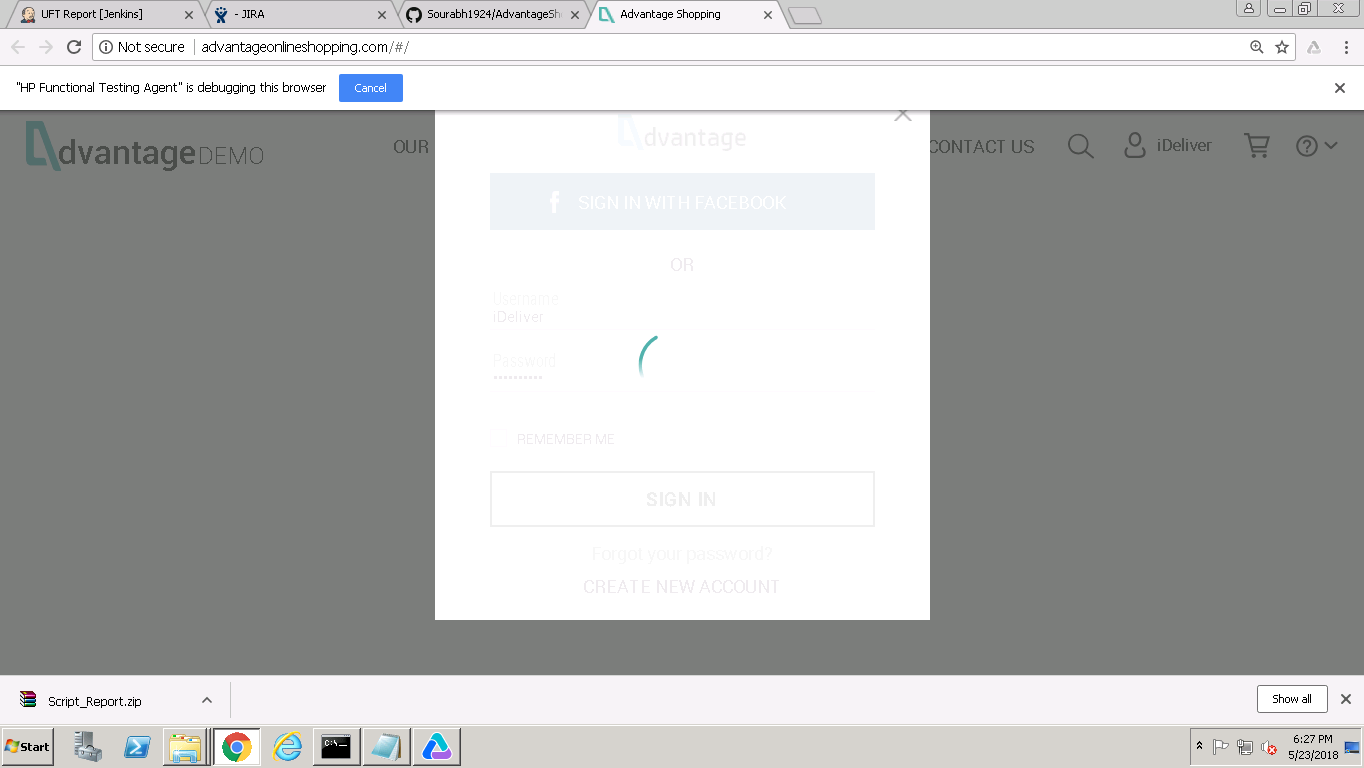 UFT Report [Jenkins]
- JIRA
Sourabh1924/AdvantageSh
Advantage Shopping
Not secure
advantageonlineshopping.com/#/
"HP Functional Testing Agent" is debugging this browser
Cancel
dvantage DEMO
OUR
dvantage
CONTACT US
iDeliver
SIGN IN WITH FACEBOOK
OR
Username
iDeliver
Password
REMEMBER ME
SIGN IN
Forgot your password?
CREATE NEW ACCOUNT
Script_Report.zip
Show all
Start
C:\_
6:27 PM
5/23/2018